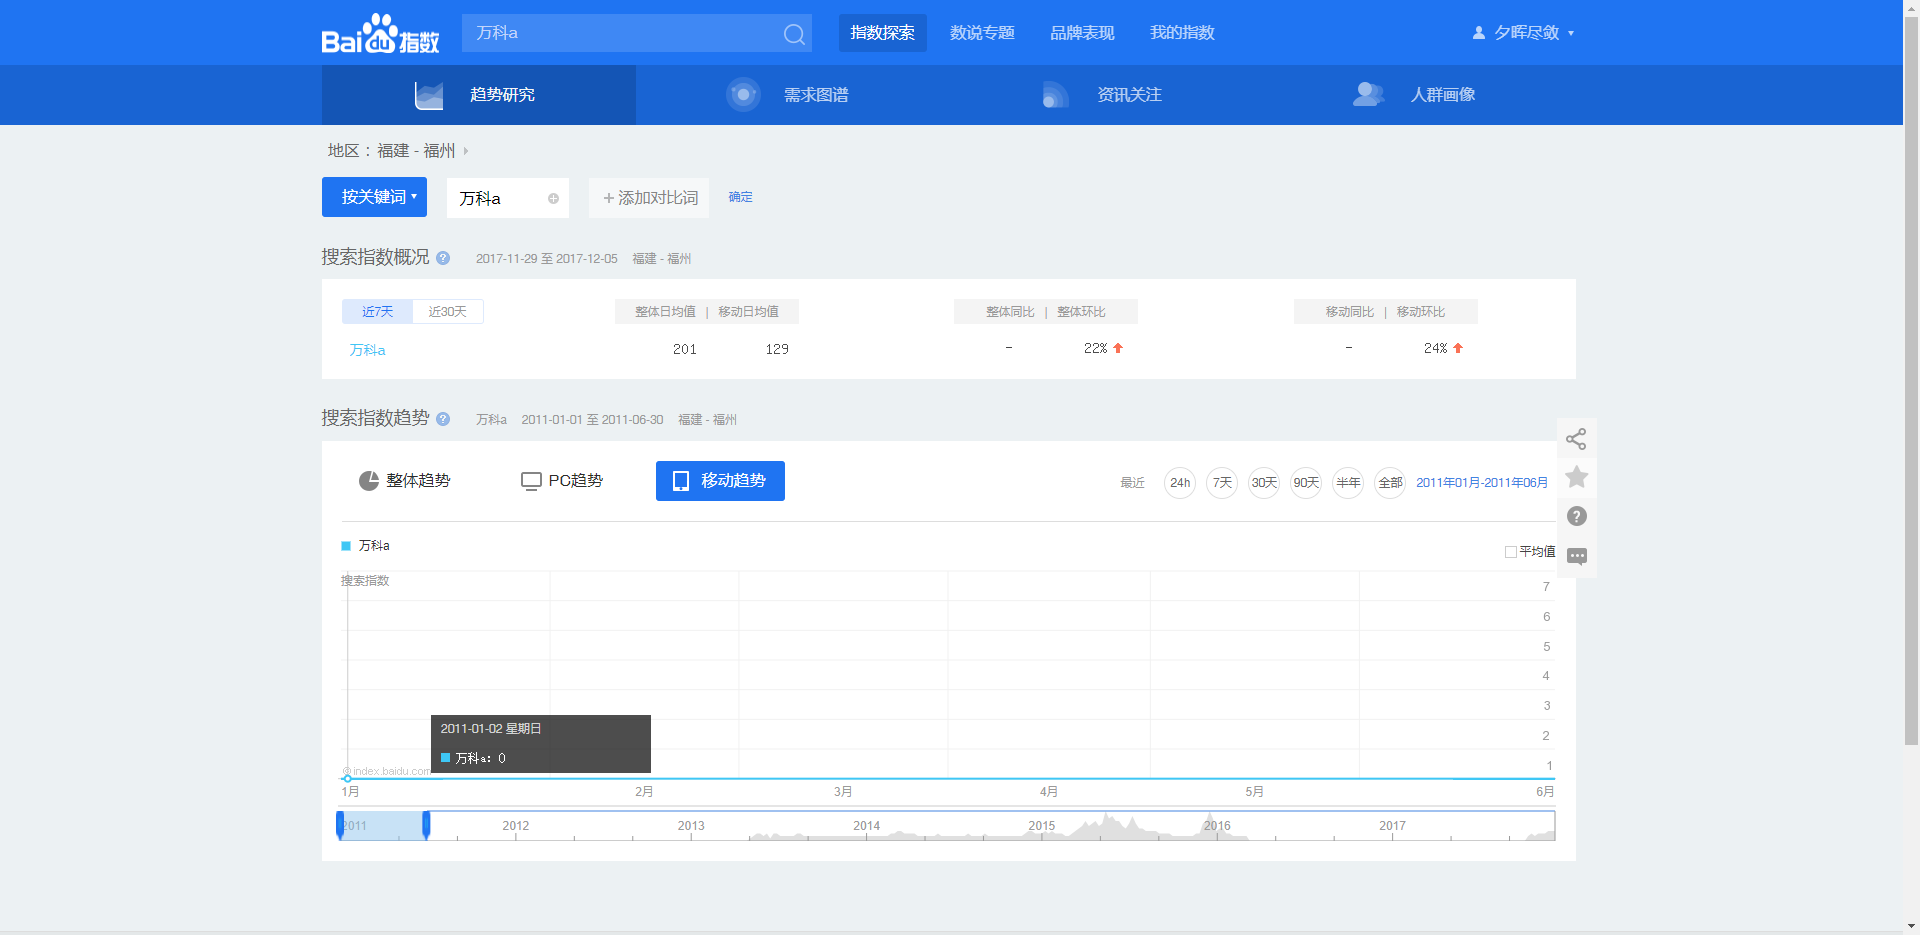 Baidu指数
万科a
指数探索
数说专题
品牌表现
我的指数
夕晖尽敛
趋势研究
需求图谱
资讯关注
人群画像
地区： 福建 - 福州
按关键词
万科a
+ 添加对比词
确定
搜索指数概况 ? 2017-11-29 至 2017-12-05 福建 - 福州
近7天 近30天
整体日均值 | 移动日均值
整体同比 | 整体环比
移动同比 | 移动环比
万科a 201 129 - 22% - 24%
搜索指数趋势 ? 万科a 2011-01-01 至 2011-06-30 福建 - 福州
整体趋势
PC趋势
移动趋势
最近 24h 7天 30天 90天 半年 全部 2011年01月-2011年06月
万科a
平均值
搜索指数
7
6
5
4
3
2
1
2011-01-02 星期日
万科a: 0
@index.baidu.com
1月 2月 3月 4月 5月 6月
2011 2012 2013 2014 2015 2016 2017